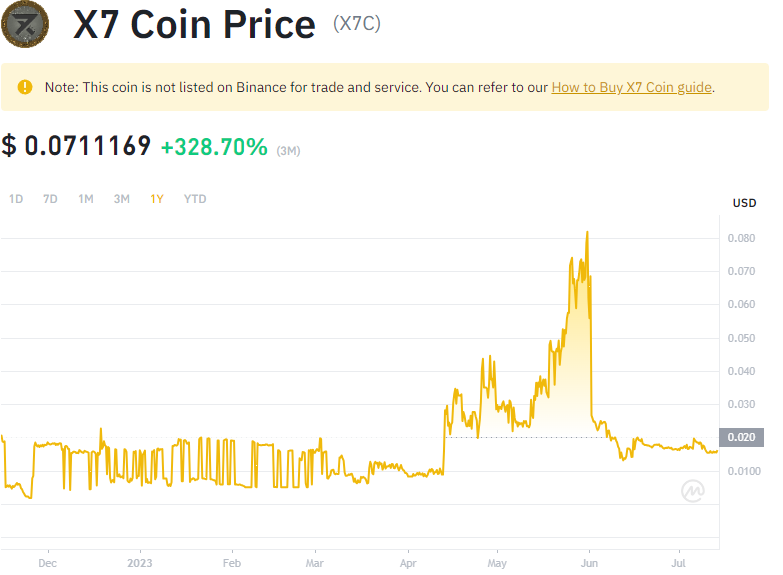 X7 Coin Price (X7C)
Note: This coin is not listed on Binance for trade and service. You can refer to our How to Buy X7 Coin guide.
$ 0.0711169 +328.70% (3M)
1D 7D 1M 3M 1Y YTD
USD
0.080
0.070
0.060
0.050
0.040
0.030
0.020
0.0100
Dec 2023 Feb Mar Apr May Jun Jul